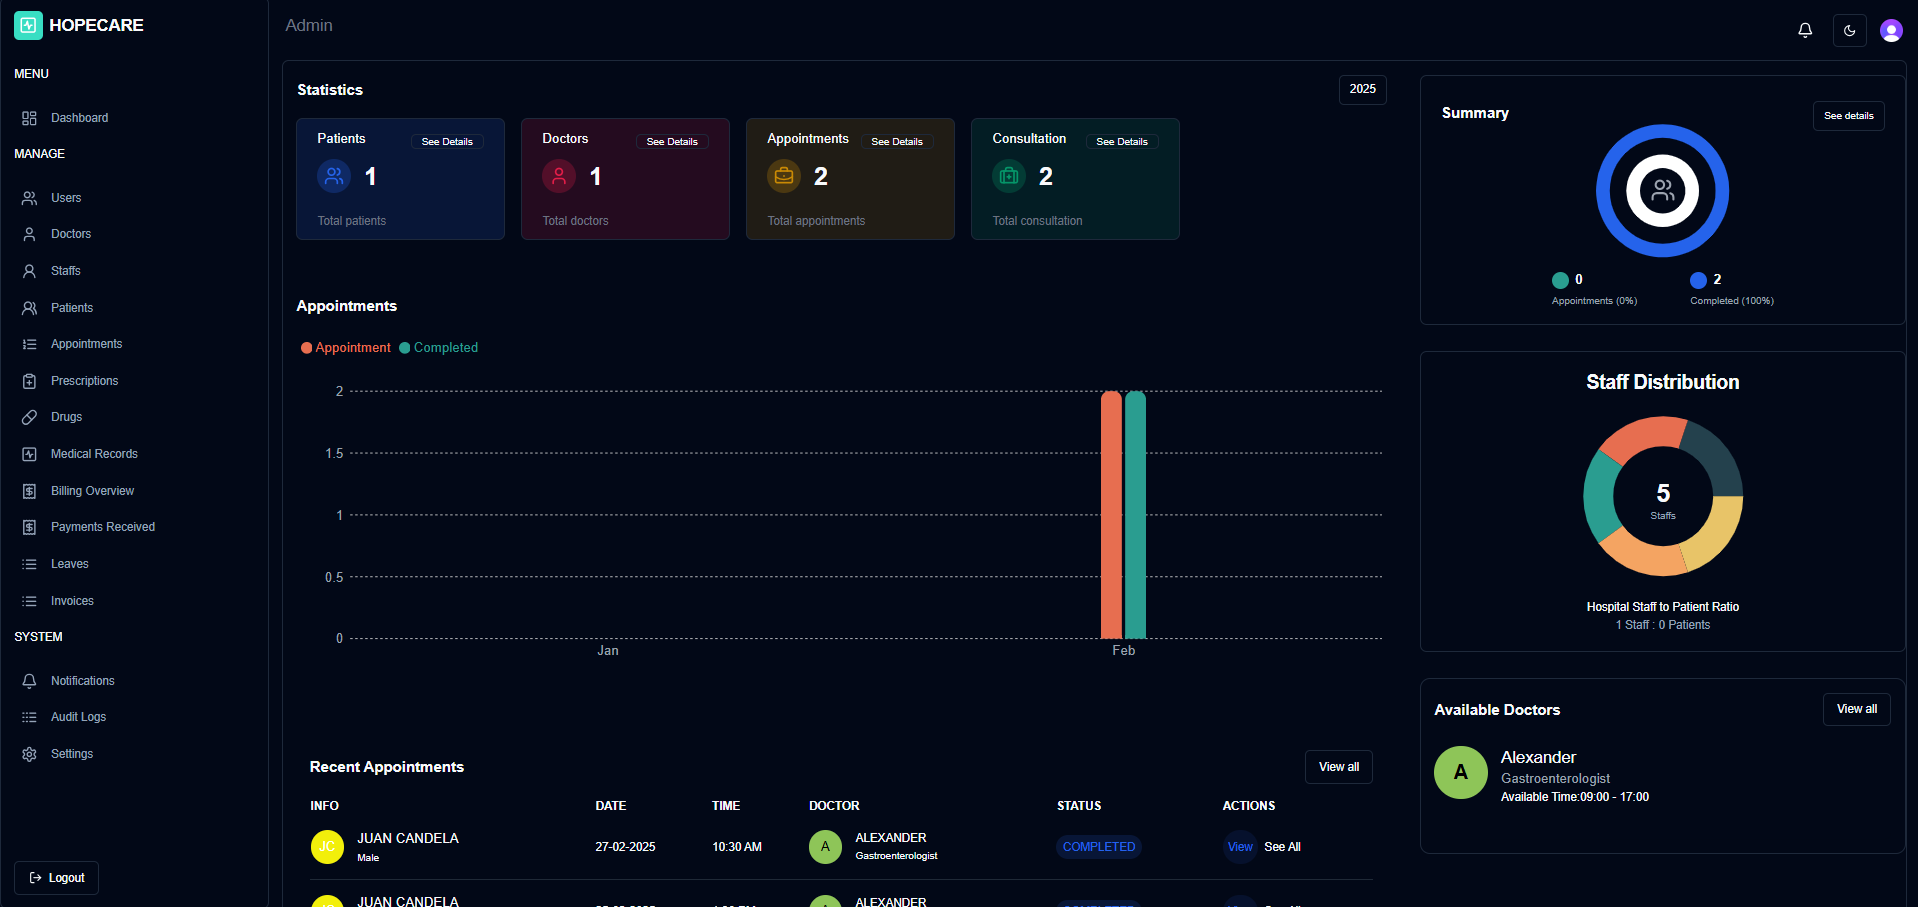 HOPECARE
MENU
Dashboard
MANAGE
Users
Doctors
Staffs
Patients
Appointments
Prescriptions
Drugs
Medical Records
Billing Overview
Payments Received
Leaves
Invoices
SYSTEM
Notifications
Audit Logs
Settings
Logout
Admin
Statistics
2025
Patients See Details
1
Total patients
Doctors See Details
1
Total doctors
Appointments See Details
2
Total appointments
Consultation See Details
2
Total consultation
Appointments
Appointment Completed
2
1.5
1
0.5
0
Jan Feb
Recent Appointments View all
INFO DATE TIME DOCTOR STATUS ACTIONS
JC JUAN CANDELA 27-02-2025 10:30 AM A ALEXANDER COMPLETED View See All
Male Gastroenterologist
JUAN CANDELA ALEXANDER
Summary See details
0 2
Appointments (0%) Completed (100%)
Staff Distribution
5
Staffs
Hospital Staff to Patient Ratio
1 Staff : 0 Patients
Available Doctors View all
A Alexander
Gastroenterologist
Available Time:09:00 - 17:00